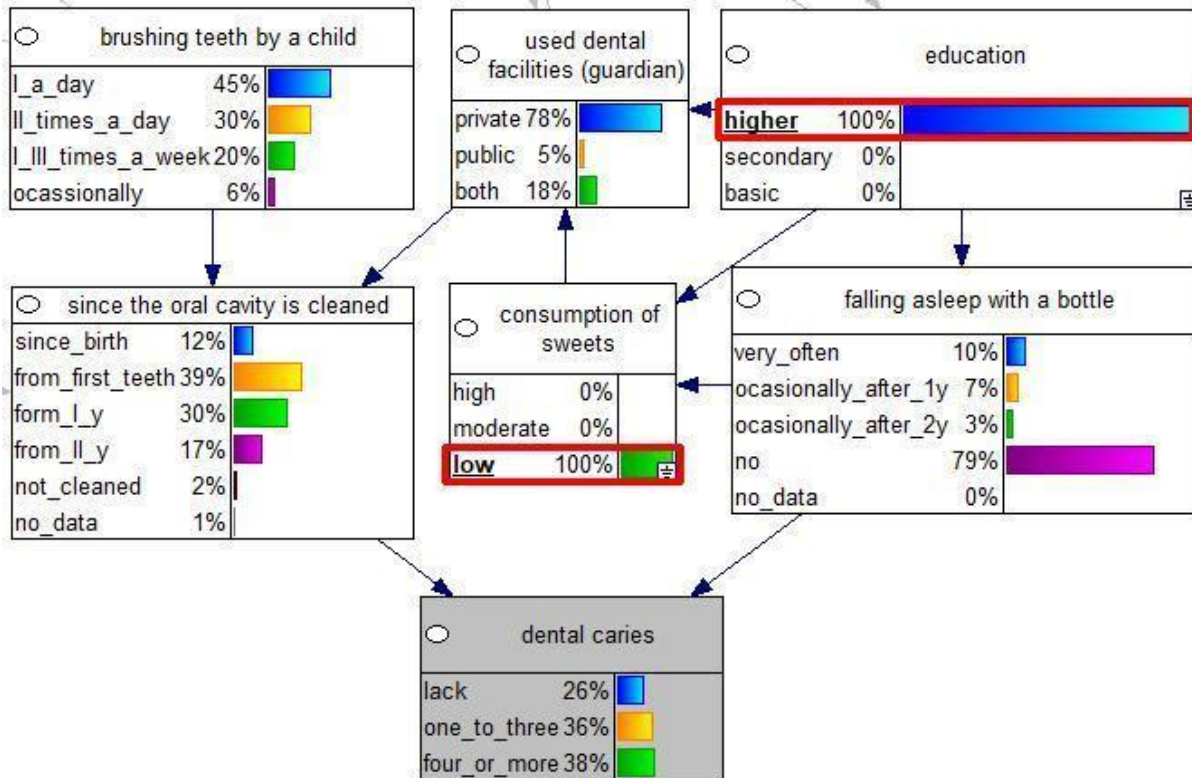 brushing teeth by a child
I_a_day 45%
II_times_a_day 30%
I_III_times_a_week 20%
ocassionally 6%
used dental
facilities (guardian)
private 78%
public 5%
both 18%
education
higher 100%
secondary 0%
basic 0%
since the oral cavity is cleaned
since_birth 12%
from_first_teeth 39%
form_I_y 30%
from_II_y 17%
not_cleaned 2%
no_data 1%
consumption of
sweets
high 0%
moderate 0%
low 100%
falling asleep with a bottle
very_often 10%
ocasionally_after_1y 7%
ocasionally_after_2y 3%
no 79%
no_data 0%
dental caries
lack 26%
one_to_three 36%
four_or_more 38%